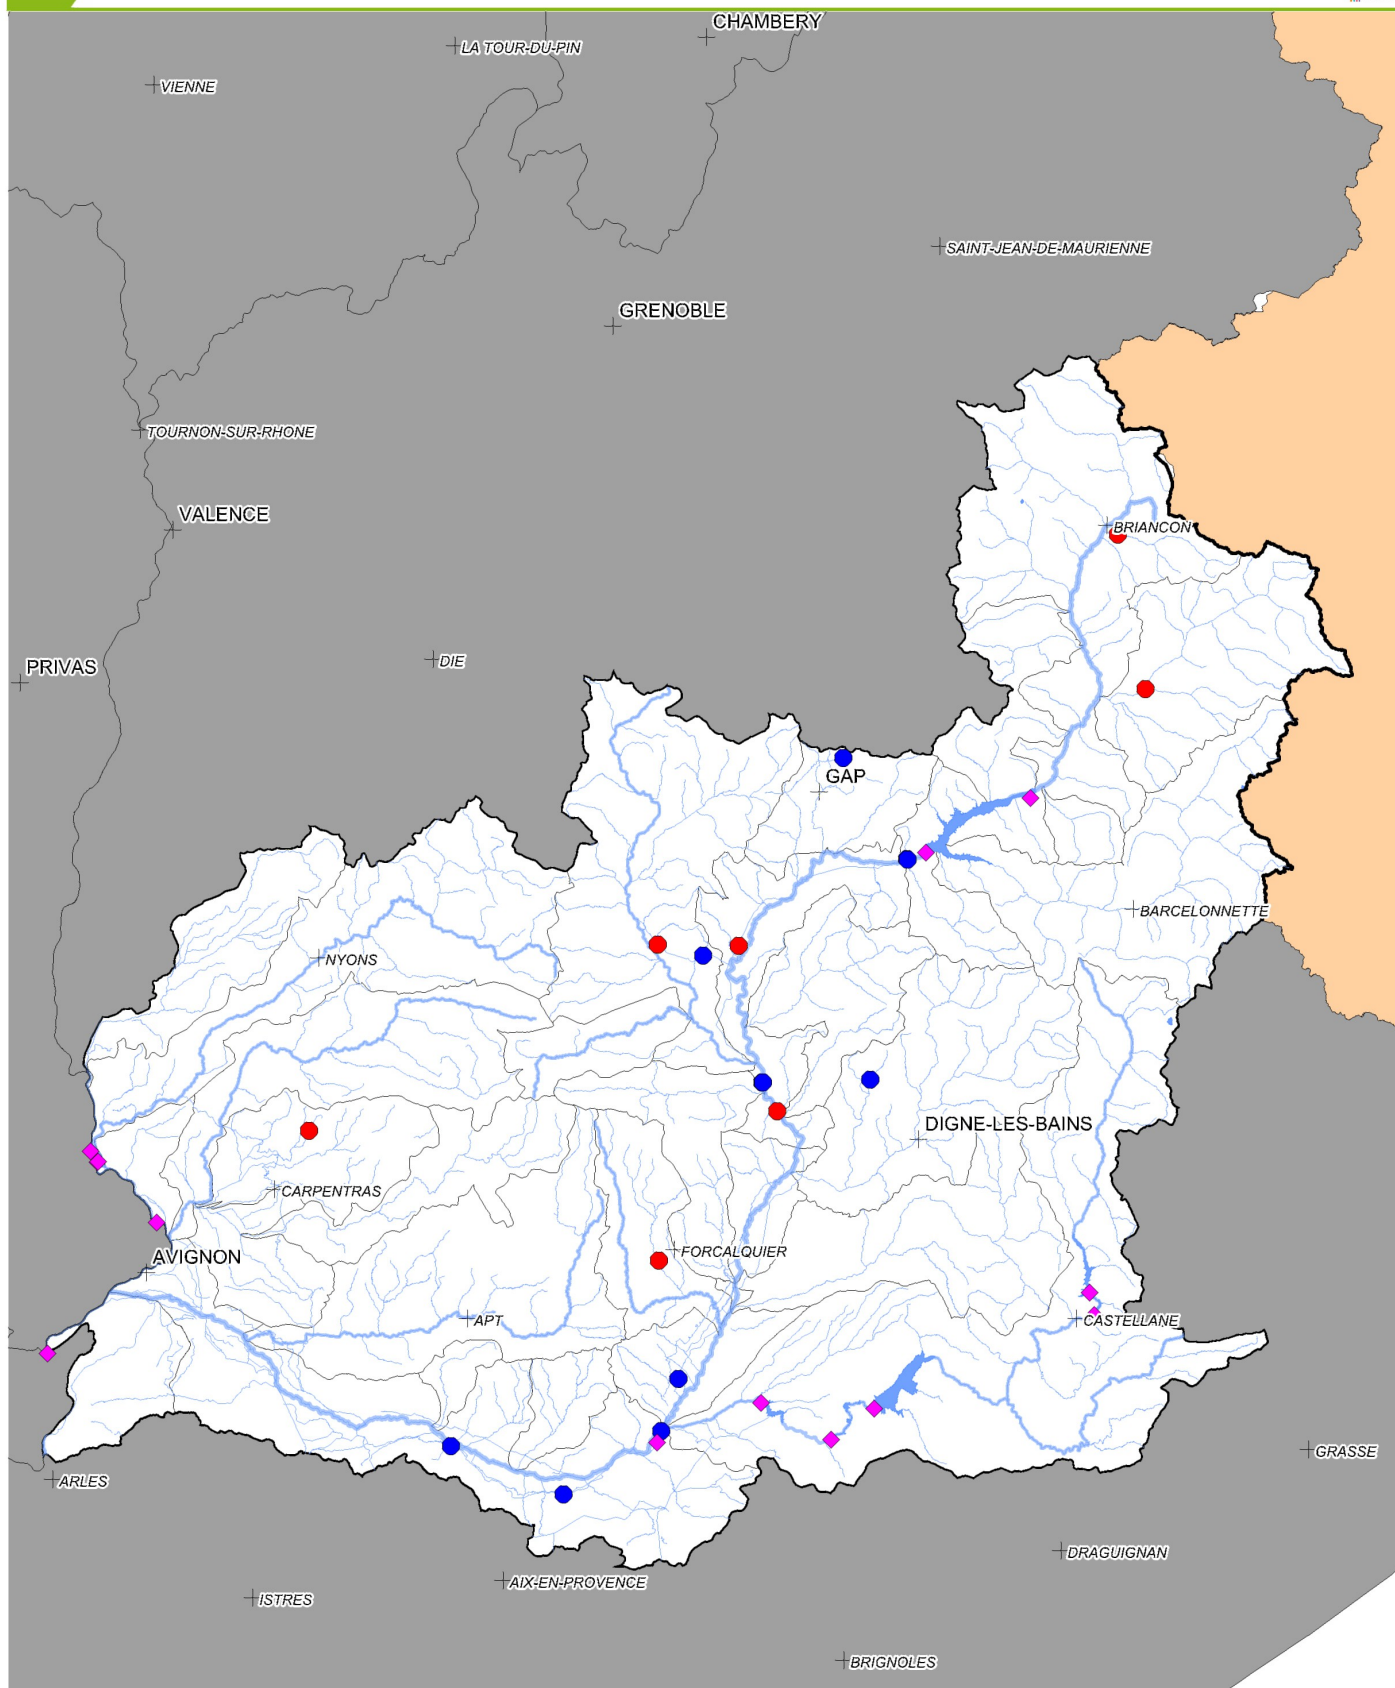 CHAMBERY
LA TOUR-DU-PIN
VIENNE
SAINT-JEAN-DE-MAURIENNE
GRENOBLE
TOURNON-SUR-RHONE
VALENCE
BRIANCON
DIE
PRIVAS
GAP
BARCELONNETTE
NYONS
DIGNE-LES-BAINS
CARPENTRAS
FORCALQUIER
AVIGNON
APT
CASTELLANE
GRASSE
ARLES
DRAGUIGNAN
AIX-EN-PROVENCE
ISTRES
BRIGNOLES